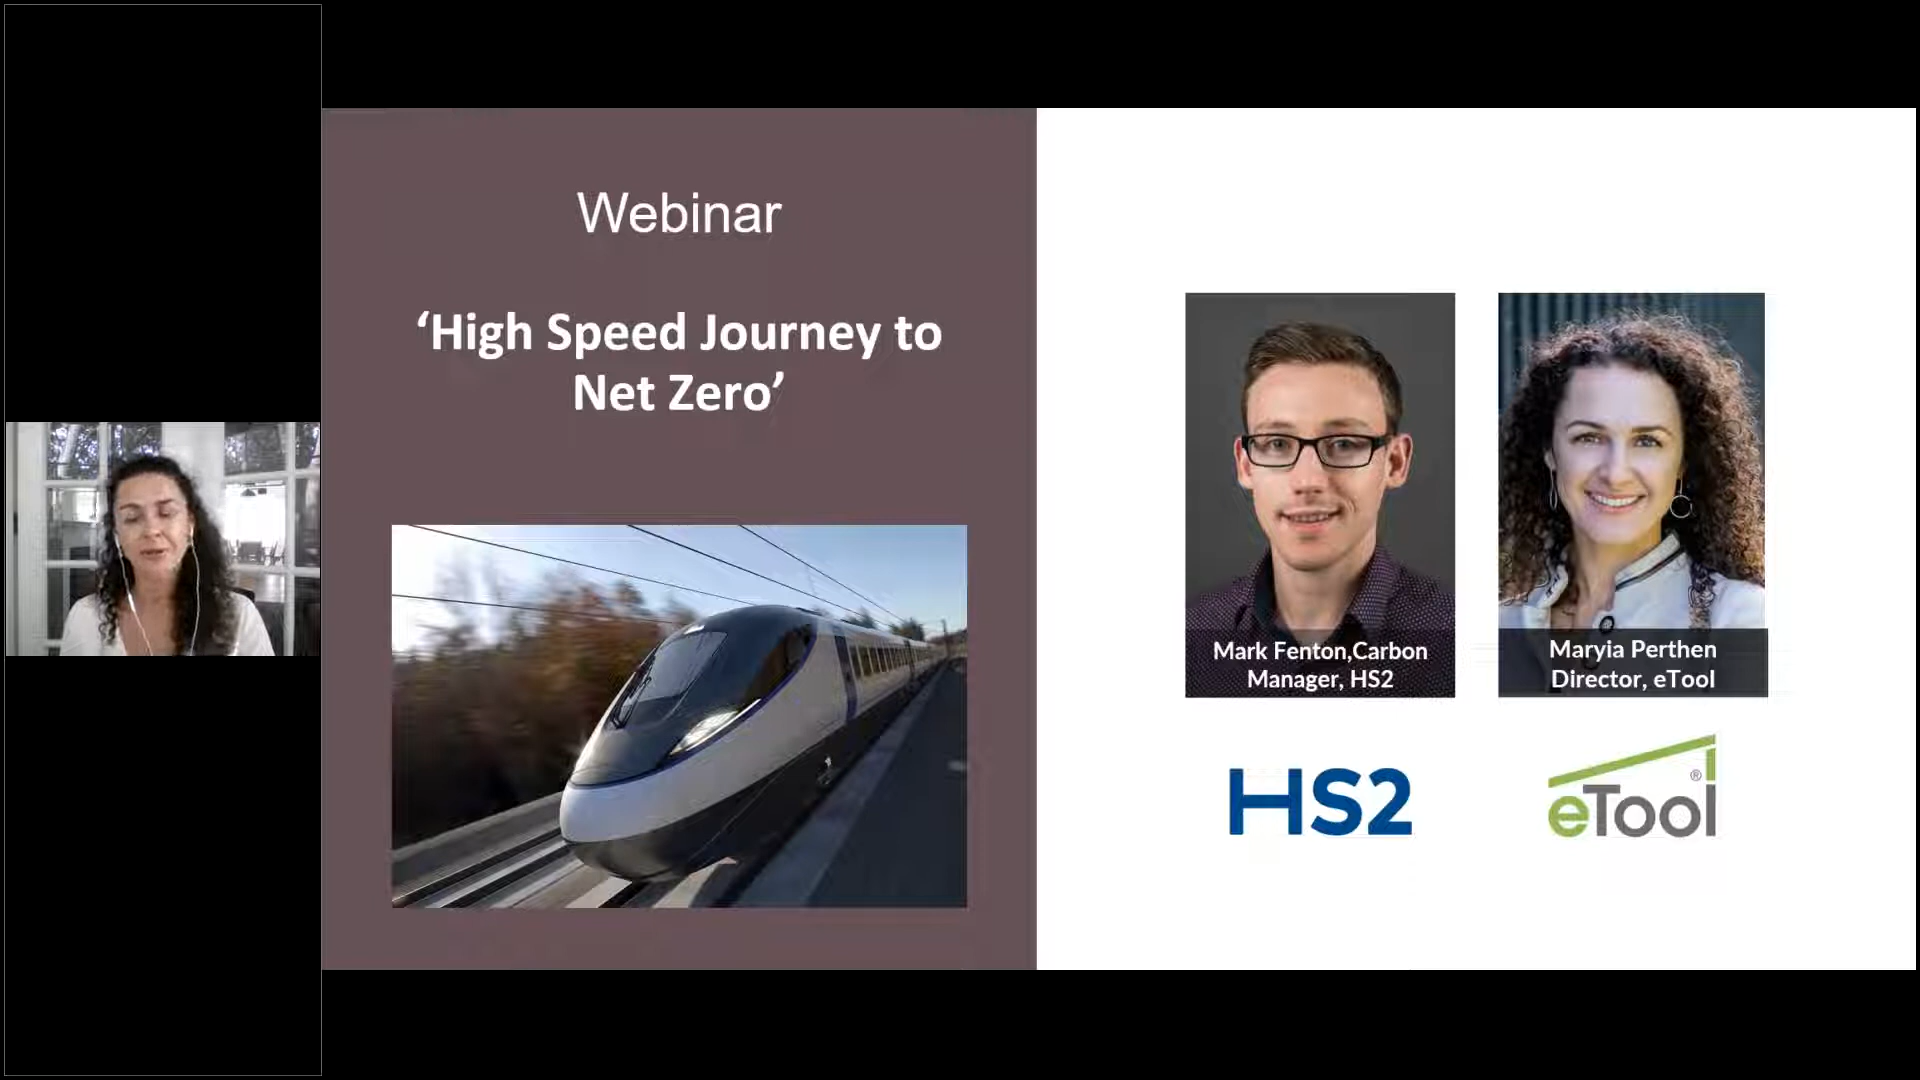 Webinar
‘High Speed Journey to
Net Zero’
Mark Fenton,Carbon
Manager, HS2
Maryia Perthen
Director, eTool
HS2
eTool®